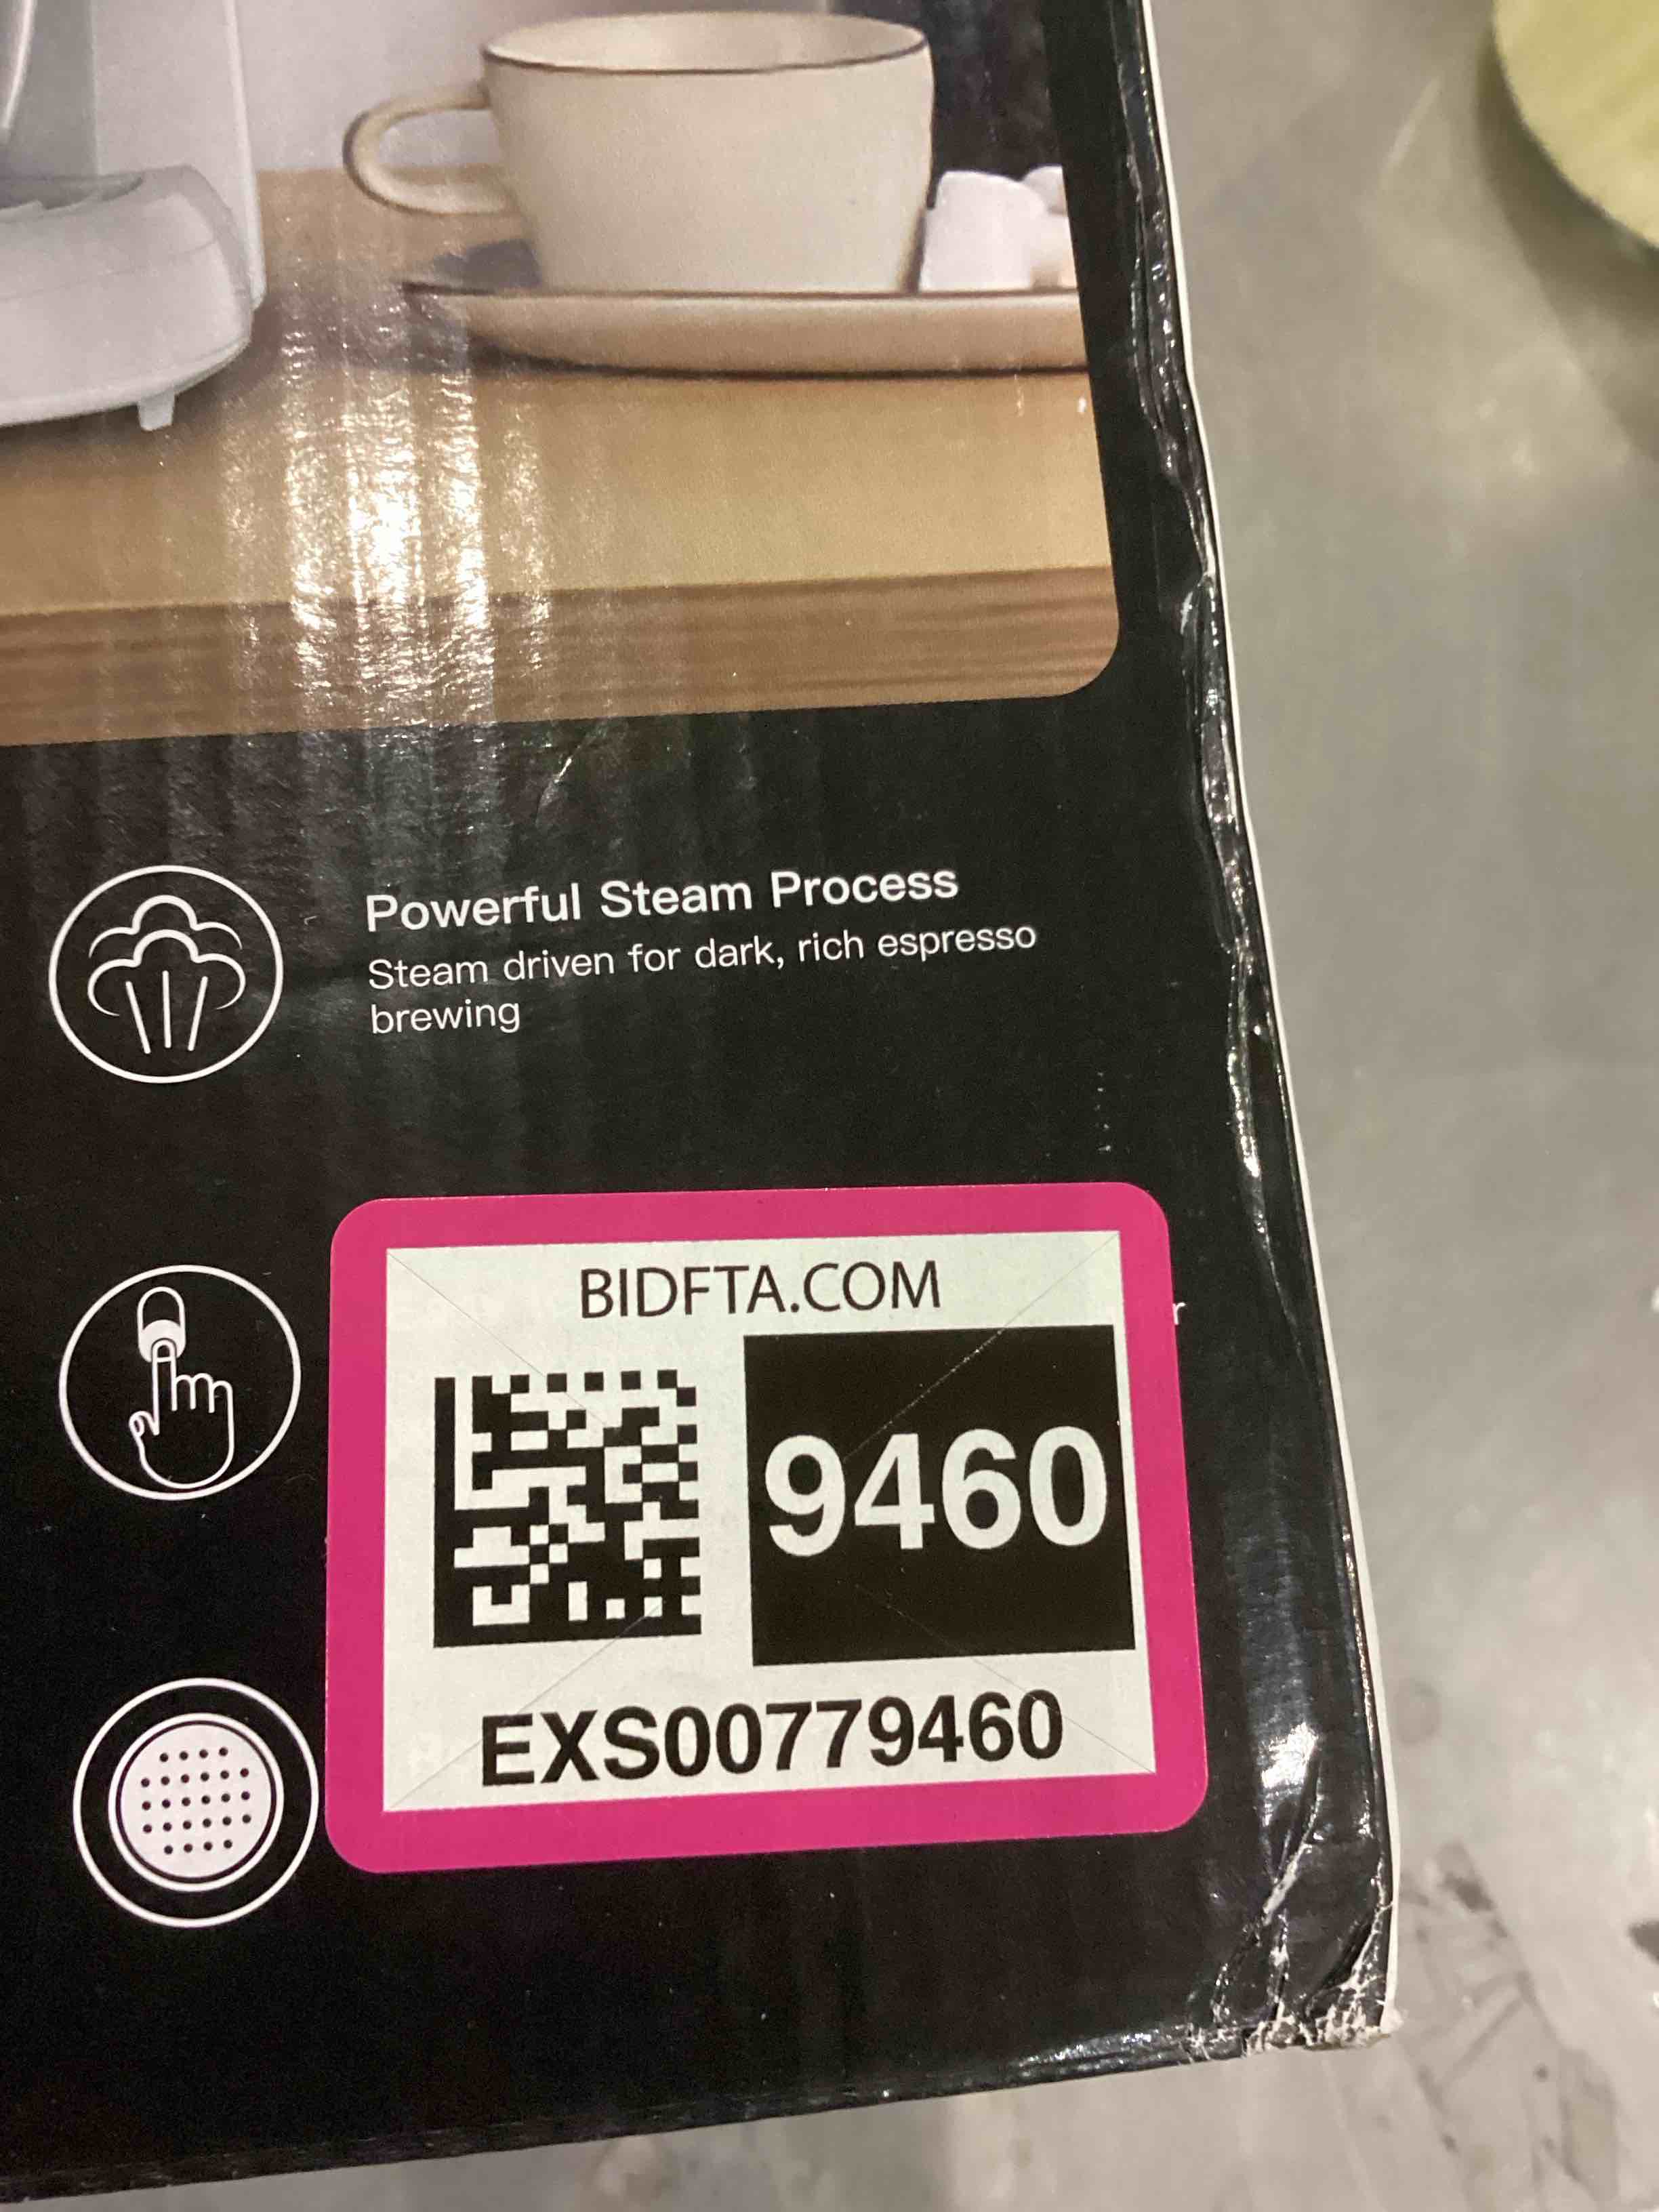 Powerful Steam Process
Steam driven for dark, rich espresso
brewing
r
BIDFTA.COM
9460
EXS00779460